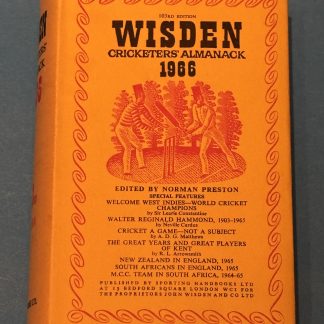 103RD EDITION
WISDEN
CRICKETERS' ALMANACK
1966
EDITED BY NORMAN PRESTON
SPECIAL FEATURES
WELCOME WEST INDIES—WORLD CRICKET
CHAMPIONS
by Sir Learie Constantine
WALTER REGINALD HAMMOND, 1903-1965
by Neville Cardus
CRICKET A GAME—NOT A SUBJECT
by A. D. G. Matthews
THE GREAT YEARS AND GREAT PLAYERS
OF KENT
by R. L. Arrowsmith
NEW ZEALAND IN ENGLAND, 1965
SOUTH AFRICANS IN ENGLAND, 1965
M.C.C. TEAM IN SOUTH AFRICA, 1964-65
PUBLISHED BY SPORTING HANDBOOKS LTD
AT 13 BEDFORD SQUARE LONDON WC1 FOR
THE PROPRIETORS JOHN WISDEN AND CO LTD